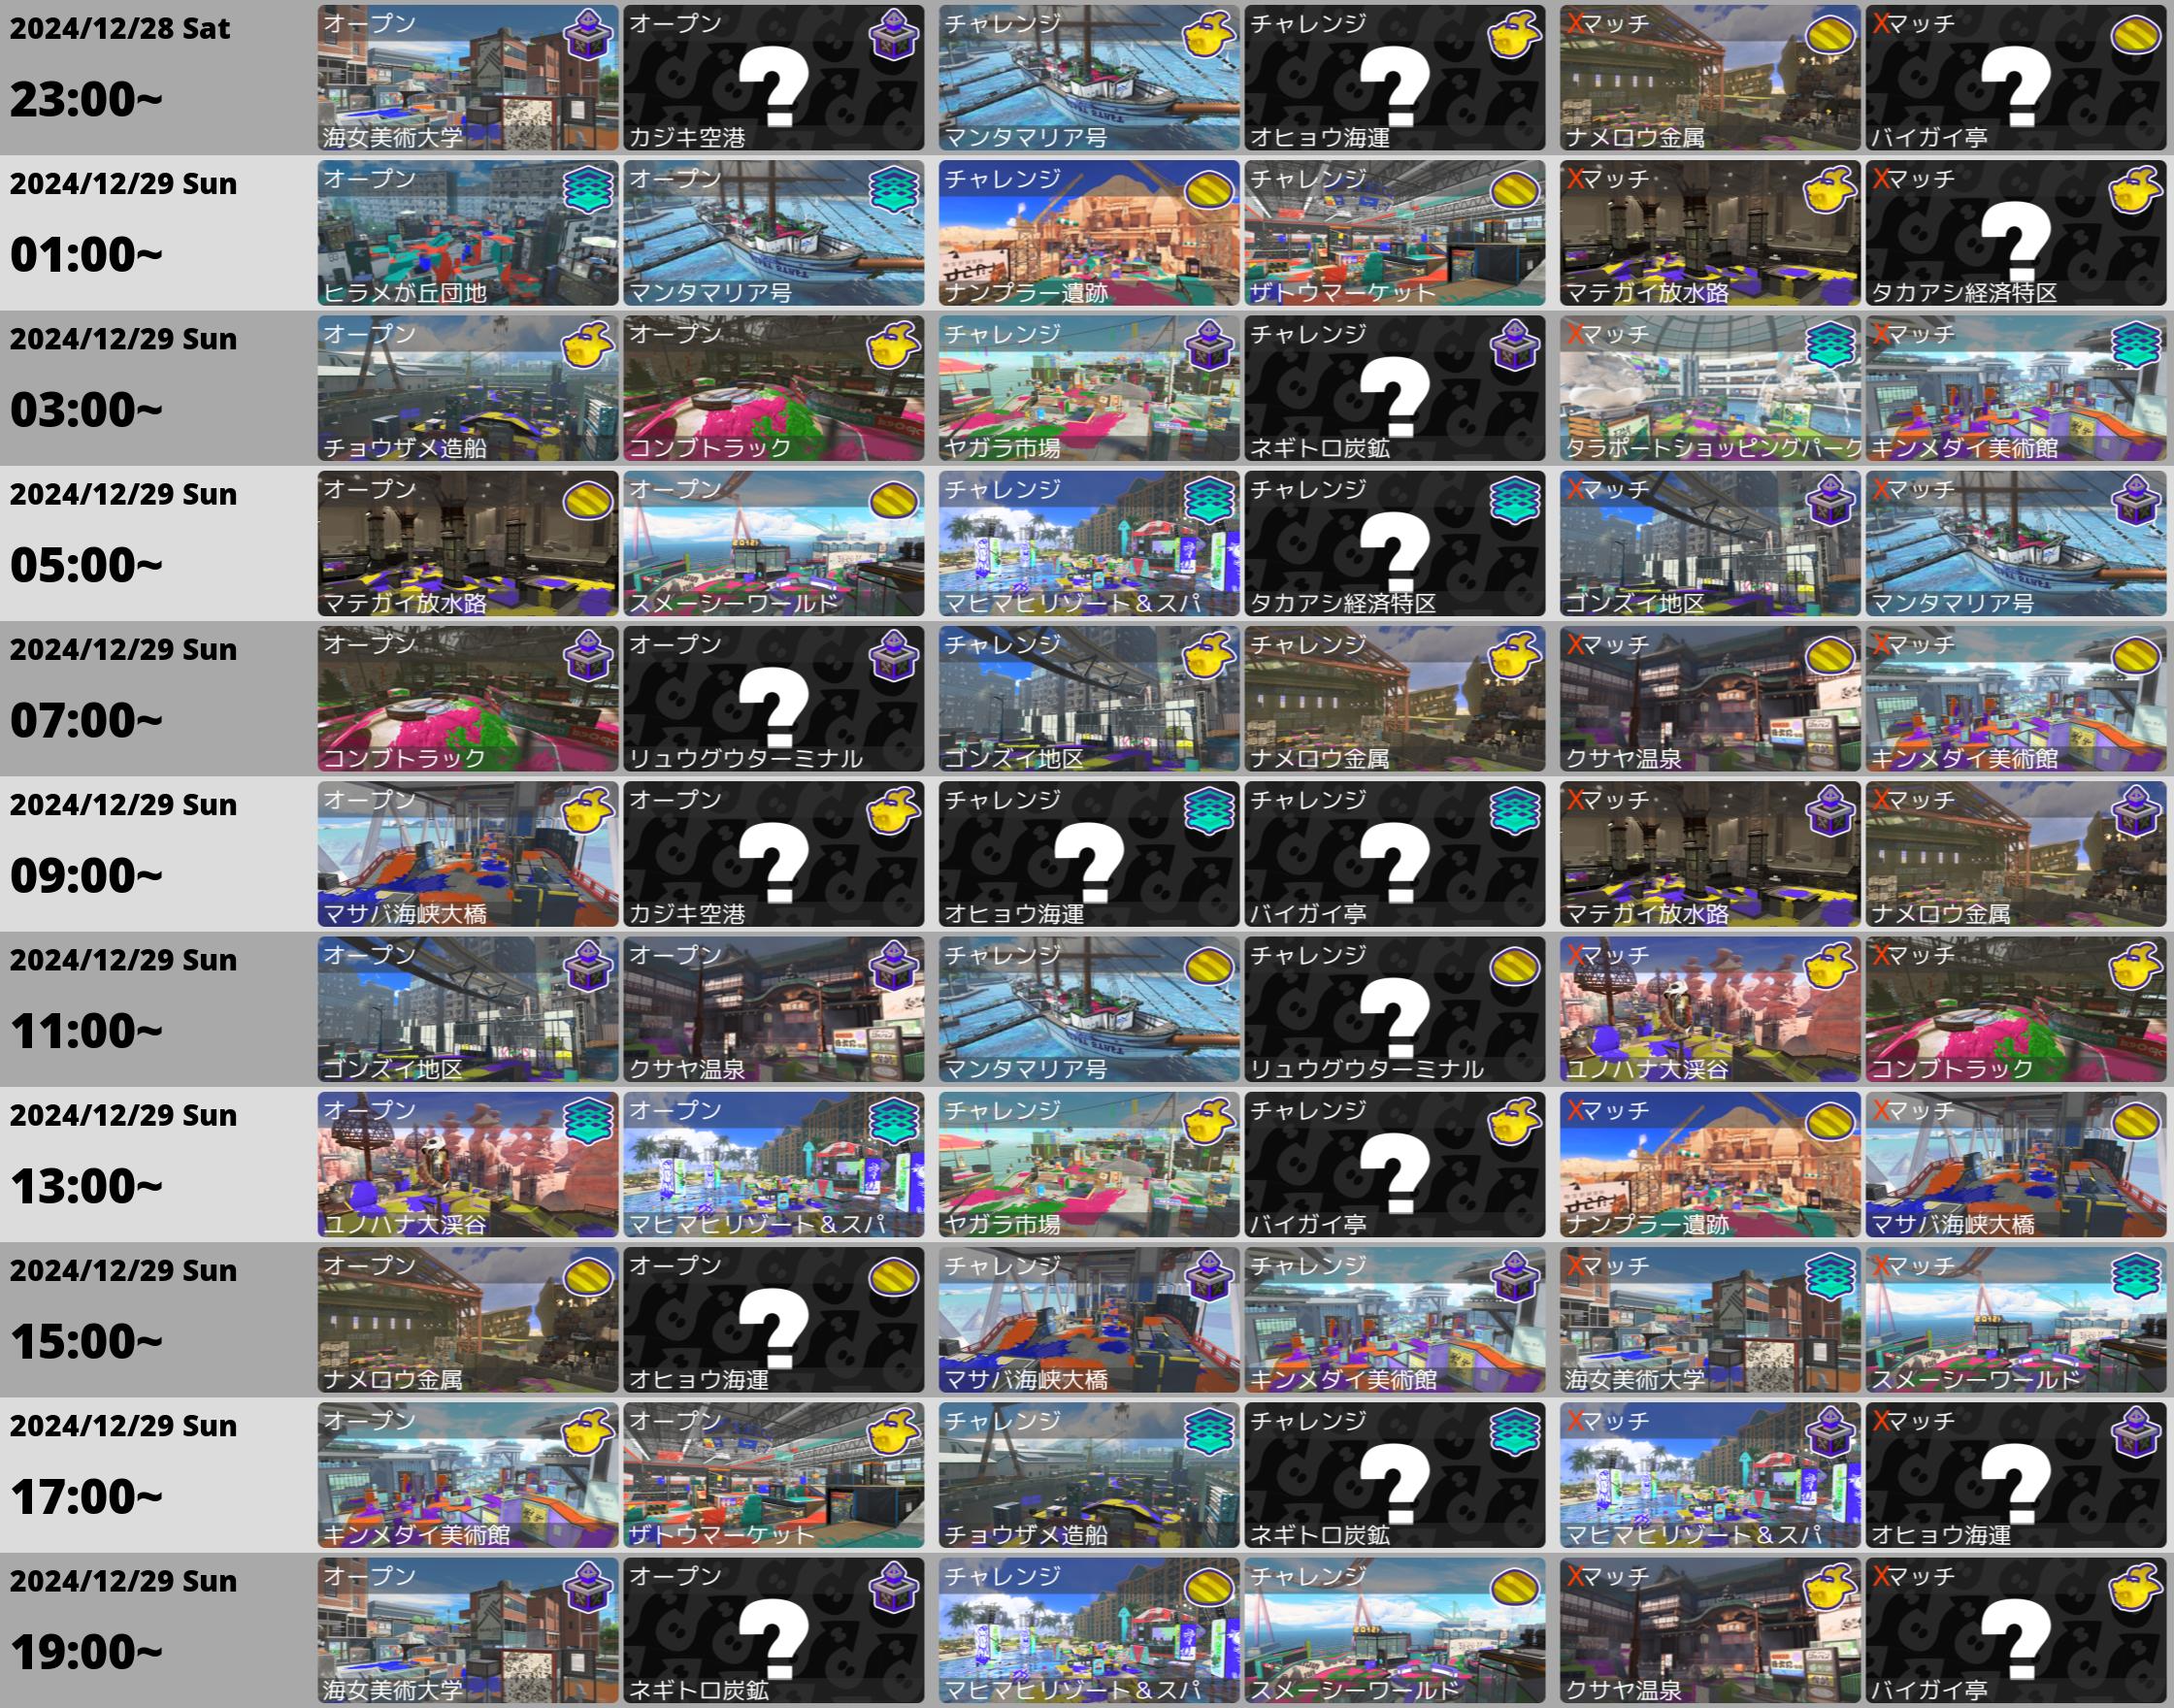 2024/12/28 Sat
23:00~
オープン
海女美術大学
オープン
カジキ空港
チャレンジ
マンタマリア号
チャレンジ
オヒョウ海運
Xマッチ
ナメロウ金属
Xマッチ
バイガイ亭
2024/12/29 Sun
01:00~
オープン
ヒラメが丘団地
オープン
マンタマリア号
チャレンジ
ナンプラー遺跡
チャレンジ
ザトウマーケット
Xマッチ
マテガイ放水路
Xマッチ
タカアシ経済特区
2024/12/29 Sun
03:00~
オープン
チョウザメ造船
オープン
コンブトラック
チャレンジ
ヤガラ市場
チャレンジ
ネギトロ炭鉱
Xマッチ
タラポートショッピングパーク
Xマッチ
キンメダイ美術館
2024/12/29 Sun
05:00~
オープン
マテガイ放水路
オープン
スメーシーワールド
チャレンジ
マヒマヒリゾート＆スパ
チャレンジ
タカアシ経済特区
Xマッチ
ゴンズイ地区
Xマッチ
マンタマリア号
2024/12/29 Sun
07:00~
オープン
コンブトラック
オープン
リュウグウターミナル
チャレンジ
ゴンズイ地区
チャレンジ
ナメロウ金属
Xマッチ
クサヤ温泉
Xマッチ
キンメダイ美術館
2024/12/29 Sun
09:00~
オープン
マサバ海峡大橋
オープン
カジキ空港
チャレンジ
オヒョウ海運
チャレンジ
バイガイ亭
Xマッチ
マテガイ放水路
Xマッチ
ナメロウ金属
2024/12/29 Sun
11:00~
オープン
ゴンズイ地区
オープン
クサヤ温泉
チャレンジ
マンタマリア号
チャレンジ
リュウグウターミナル
Xマッチ
ユノハナ大渓谷
Xマッチ
コンブトラック
2024/12/29 Sun
13:00~
オープン
ユノハナ大渓谷
オープン
マヒマヒリゾート＆スパ
チャレンジ
ヤガラ市場
チャレンジ
バイガイ亭
Xマッチ
ナンプラー遺跡
Xマッチ
マサバ海峡大橋
2024/12/29 Sun
15:00~
オープン
ナメロウ金属
オープン
オヒョウ海運
チャレンジ
マサバ海峡大橋
チャレンジ
キンメダイ美術館
Xマッチ
海女美術大学
Xマッチ
スメーシーワールド
2024/12/29 Sun
17:00~
オープン
キンメダイ美術館
オープン
ザトウマーケット
チャレンジ
チョウザメ造船
チャレンジ
ネギトロ炭鉱
Xマッチ
マヒマヒリゾート＆スパ
Xマッチ
オヒョウ海運
2024/12/29 Sun
19:00~
オープン
海女美術大学
オープン
ネギトロ炭鉱
チャレンジ
マヒマヒリゾート＆スパ
チャレンジ
スメーシーワールド
Xマッチ
クサヤ温泉
Xマッチ
バイガイ亭